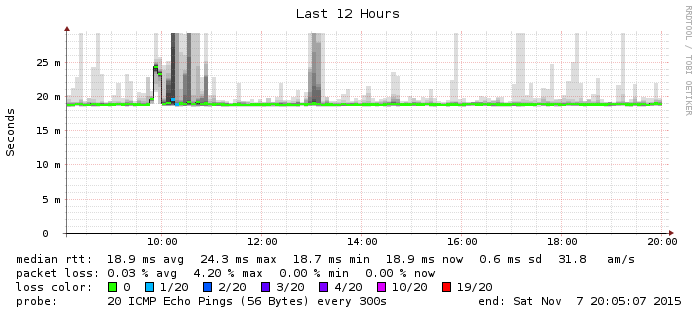 Last 12 Hours
RRDTOOL / TOBI OETIKER
Seconds
25 m
20 m
15 m
10 m
5 m
0
10:00 12:00 14:00 16:00 18:00 20:00
median rtt: 18.9 ms avg 24.3 ms max 18.7 ms min 18.9 ms now 0.6 ms sd 31.8 am/s
packet loss: 0.03 % avg 4.20 % max 0.00 % min 0.00 % now
loss color: 0 1/20 2/20 3/20 4/20 10/20 19/20
probe: 20 ICMP Echo Pings (56 Bytes) every 300s end: Sat Nov 7 20:05:07 2015